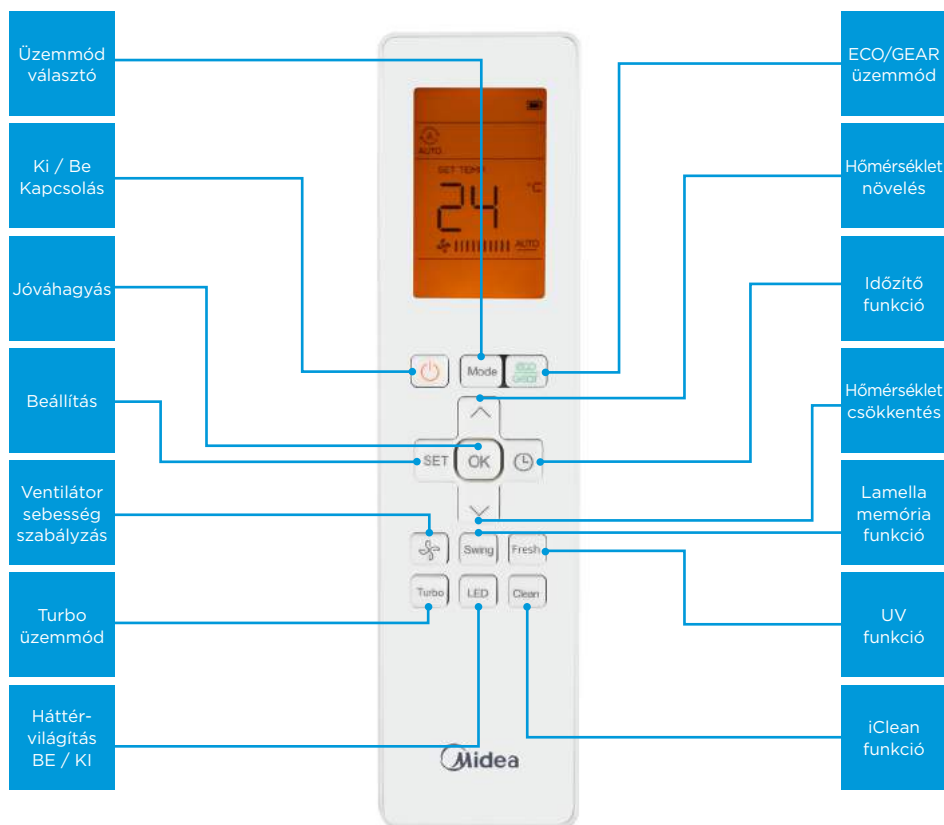 Üzemmód
választó
Ki / Be
Kapcsolás
Jóváhagyás
Beállítás
Ventilátor
sebesség
szabályzás
Turbo
üzemmód
Háttér-
világítás
BE / KI
AUTO
SET TEMP
24 °C
AUTO
Mode
eco
GEAR
SET OK
Swing Fresh
Turbo LED Clean
Midea
ECO/GEAR
üzemmód
Hőmérséklet
növelés
Időzítő
funkció
Hőmérséklet
csökkentés
Lamella
memória
funkció
UV
funkció
iClean
funkció